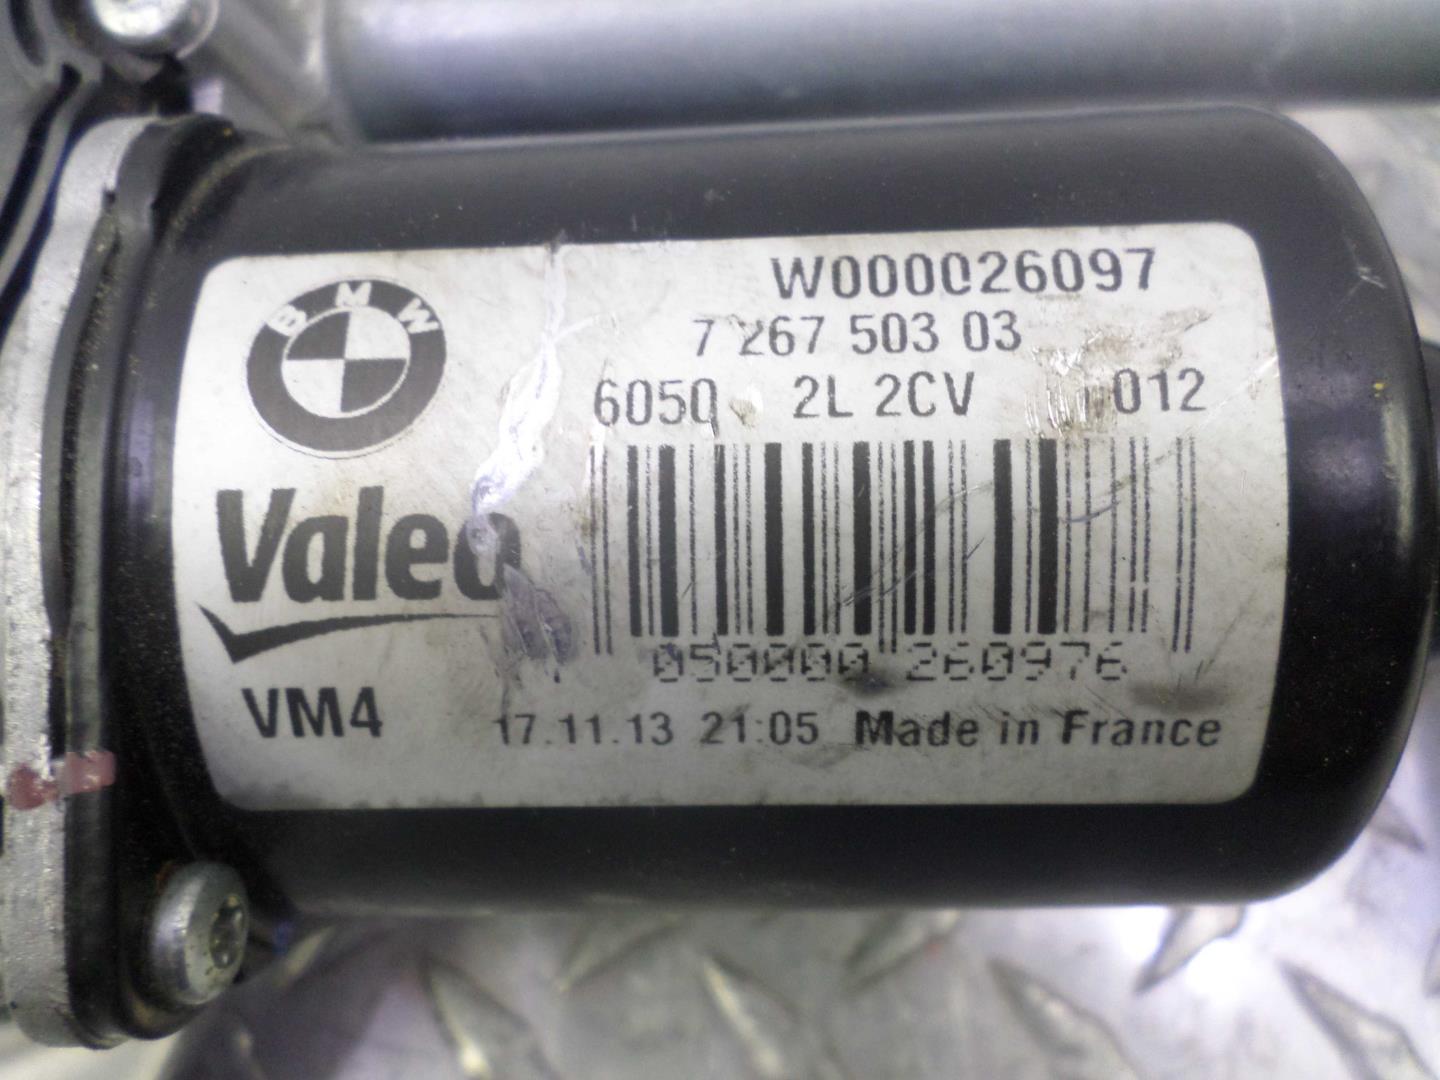 BMW
W000026097
7 267 503 03
6050 2L 2CV 012
Valeo
050000 260976
VM4
17.11.13 21:05 Made in France